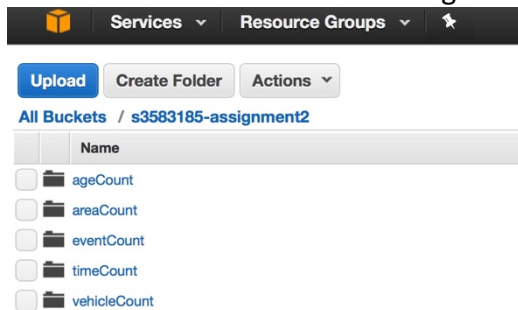 Services Resource Groups
Upload Create Folder Actions
All Buckets / s3583185-assignment2
Name
ageCount
areaCount
eventCount
timeCount
vehicleCount